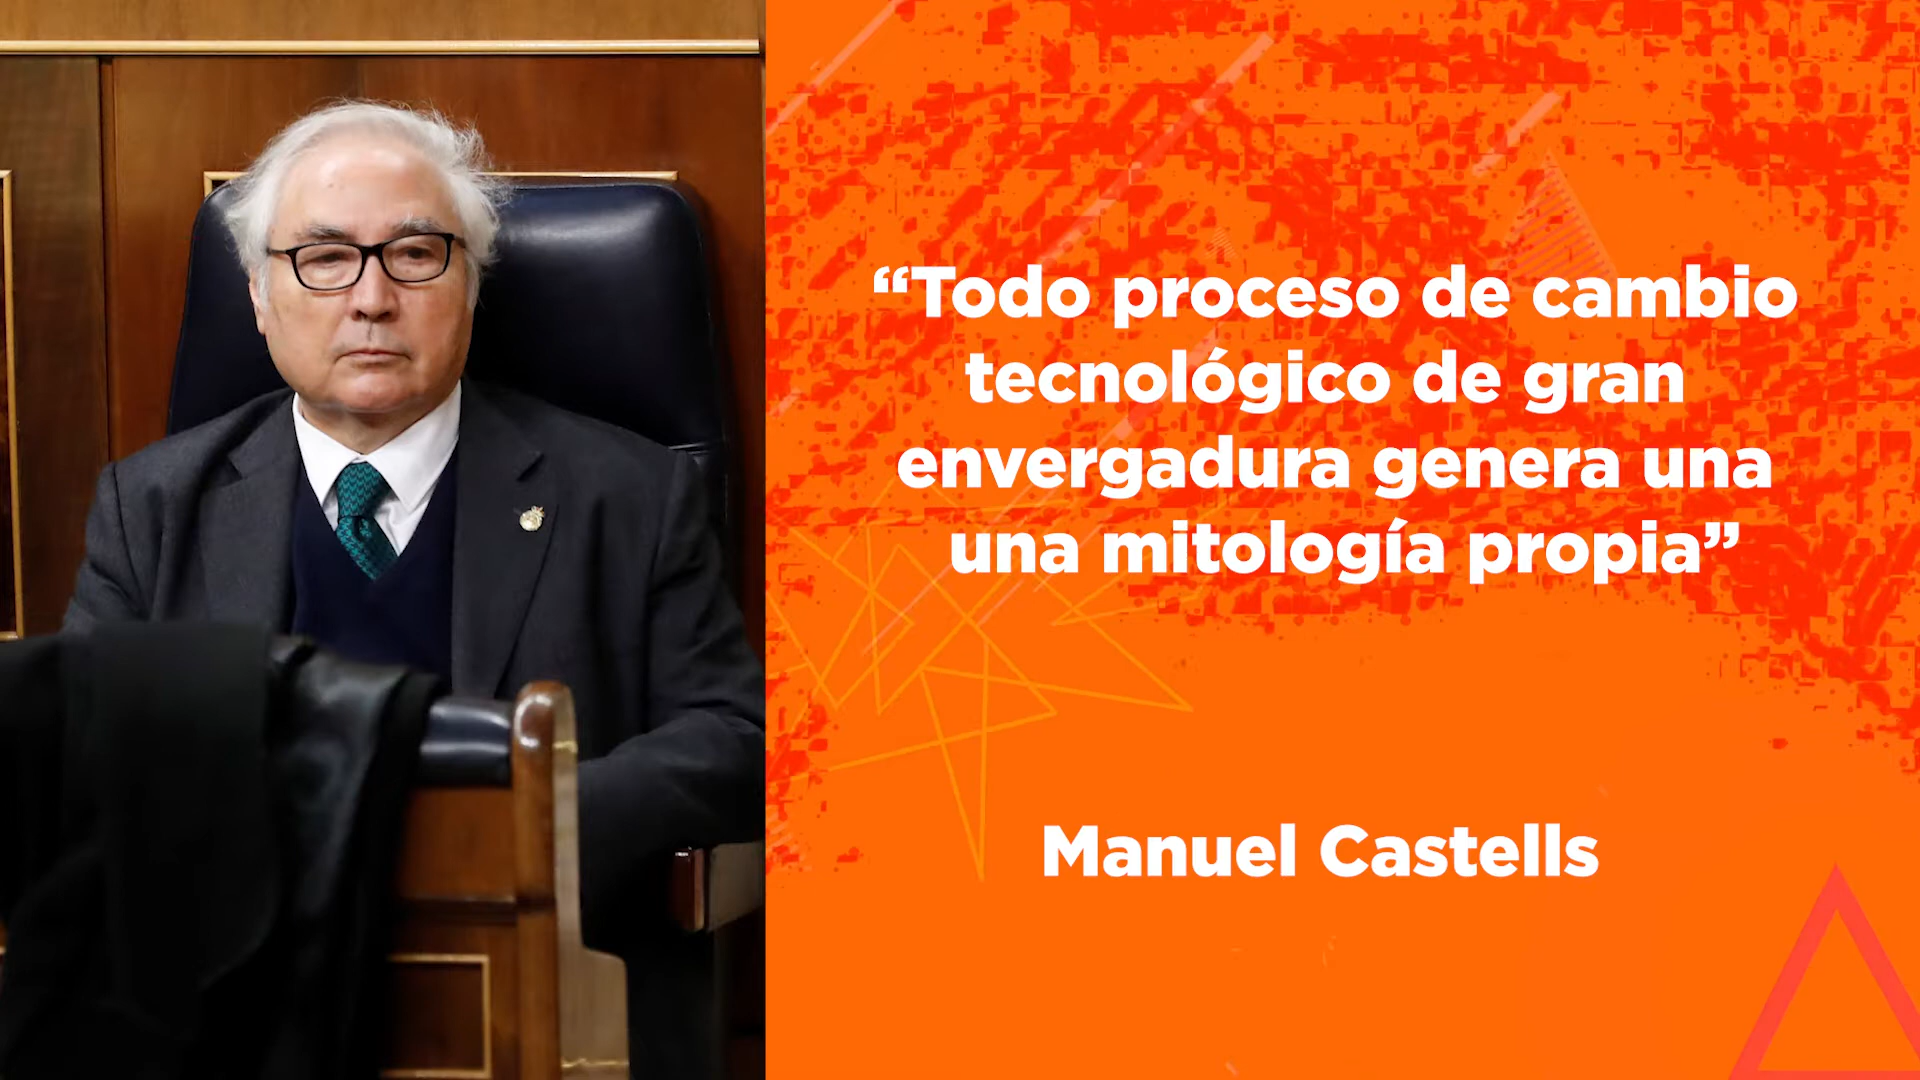 “Todo proceso de cambio
tecnológico de gran
envergadura genera una
una mitología propia”
Manuel Castells